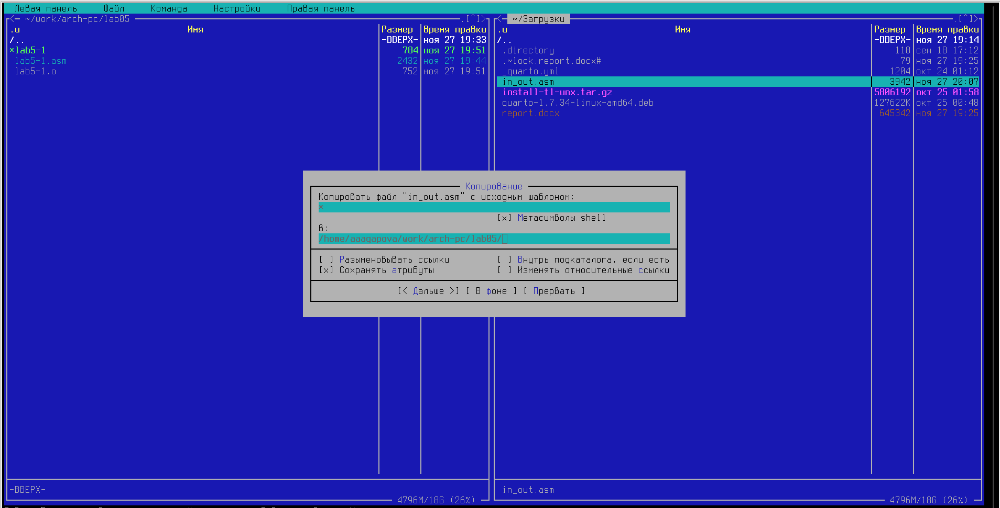 Левая панель Файл Команда Настройки Правая панель
<- ~/work/arch-pc/lab05 .[^]>
.и Имя Размер Время правки
/.. -ВВЕРХ- ноя 27 19:33
*lab5-1 784 ноя 27 19:51
lab5-1.asm 2432 ноя 27 19:44
lab5-1.o 752 ноя 27 19:51
-ВВЕРХ-
4796M/18G (26%)
<- ~/Загрузки .[^]>
.и Имя Размер Время правки
/.. -ВВЕРХ- ноя 27 19:14
.directory 118 сен 18 17:12
.~lock.report.docx# 79 ноя 27 19:25
_quarto.yml 1204 окт 24 01:12
in_out.asm 3942 ноя 27 20:07
install-tl-unx.tar.gz 5806192 окт 25 01:58
quarto-1.7.34-linux-amd64.deb 127622K окт 25 00:48
report.docx 645342 ноя 27 19:25
in_out.asm
4796M/18G (26%)
Копирование
Копировать файл "in_out.asm" с исходным шаблоном:
*
[x] Метасимволы shell
В:
/home/aaagapova/work/arch-pc/lab05/
[ ] Разыменовывать ссылки [ ] Внутрь подкаталога, если есть
[x] Сохранять атрибуты [ ] Изменять относительные ссылки
[< Дальше >] [ В фоне ] [ Прервать ]